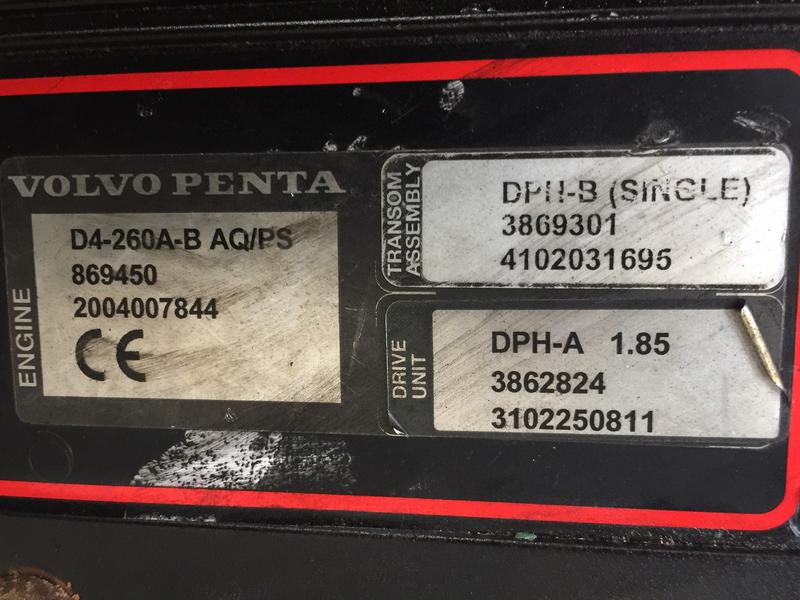 VOLVO PENTA
ENGINE
D4-260A-B AQ/PS
869450
2004007844
CE
TRANSOM
ASSEMBLY
DPH-B (SINGLE)
3869301
4102031695
DRIVE
UNIT
DPH-A 1.85
3862824
3102250811